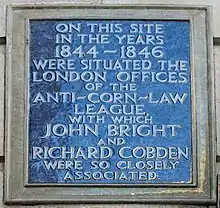 ON THIS SITE
IN THE YEARS
1844-1846
WERE SITUATED THE
LONDON OFFICES
OF THE
ANTI-CORN-LAW
LEAGUE
WITH WHICH
JOHN BRIGHT
AND
RICHARD COBDEN
WERE SO CLOSELY
ASSOCIATED.